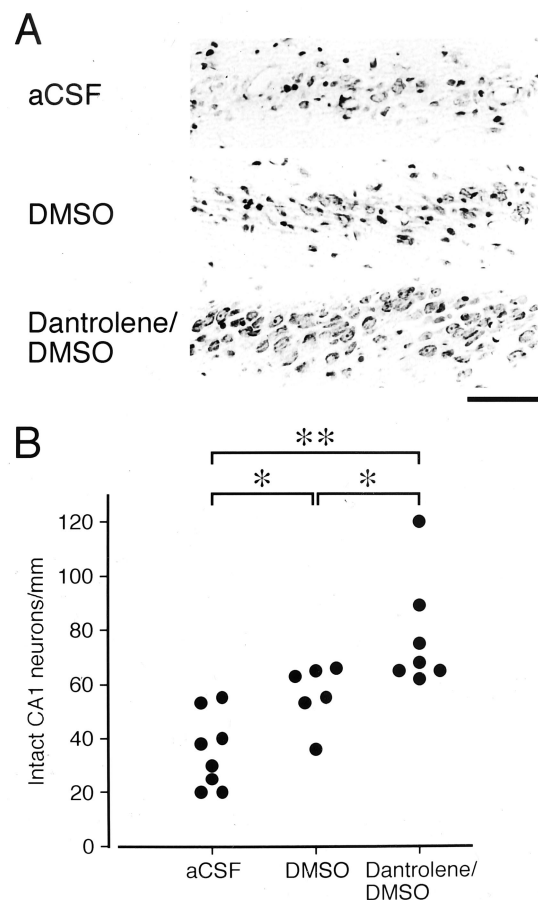 A
aCSF
DMSO
Dantrolene/
DMSO
B
** 
* *
120
100
80
60
40
20
0
Intact CA1 neurons/mm
aCSF DMSO Dantrolene/
DMSO